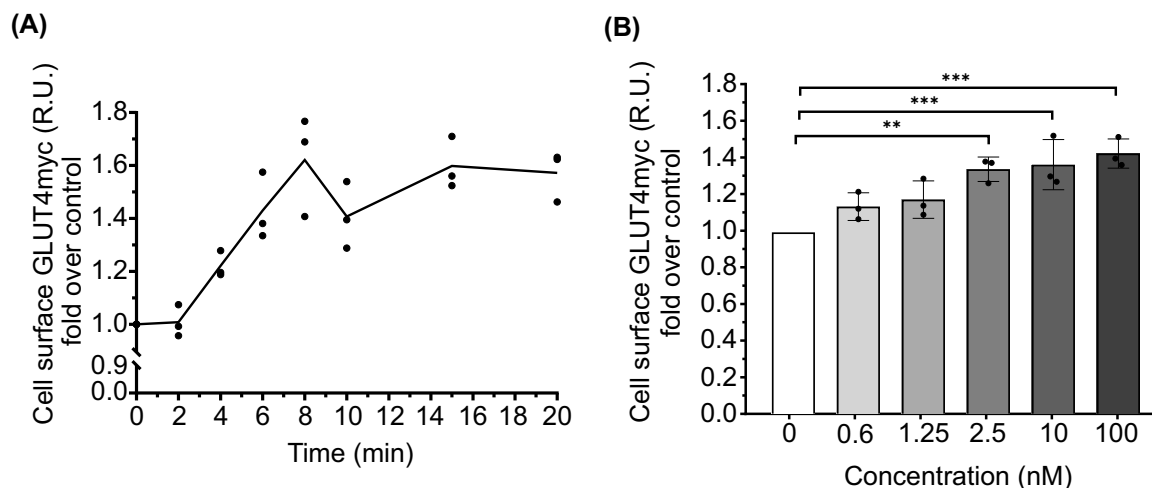 (A)
Cell surface GLUT4myc (R.U.)
fold over control
1.8
1.6
1.4
1.2
1.0
0.9
0.0
0 2 4 6 8 10 12 14 16 18 20
Time (min)
(B)
Cell surface GLUT4myc (R.U.)
fold over control
1.8
1.6
1.4
1.2
1.0
0.8
0.6
0.4
0.2
0.0
***
***
**
0 0.6 1.25 2.5 10 100
Concentration (nM)